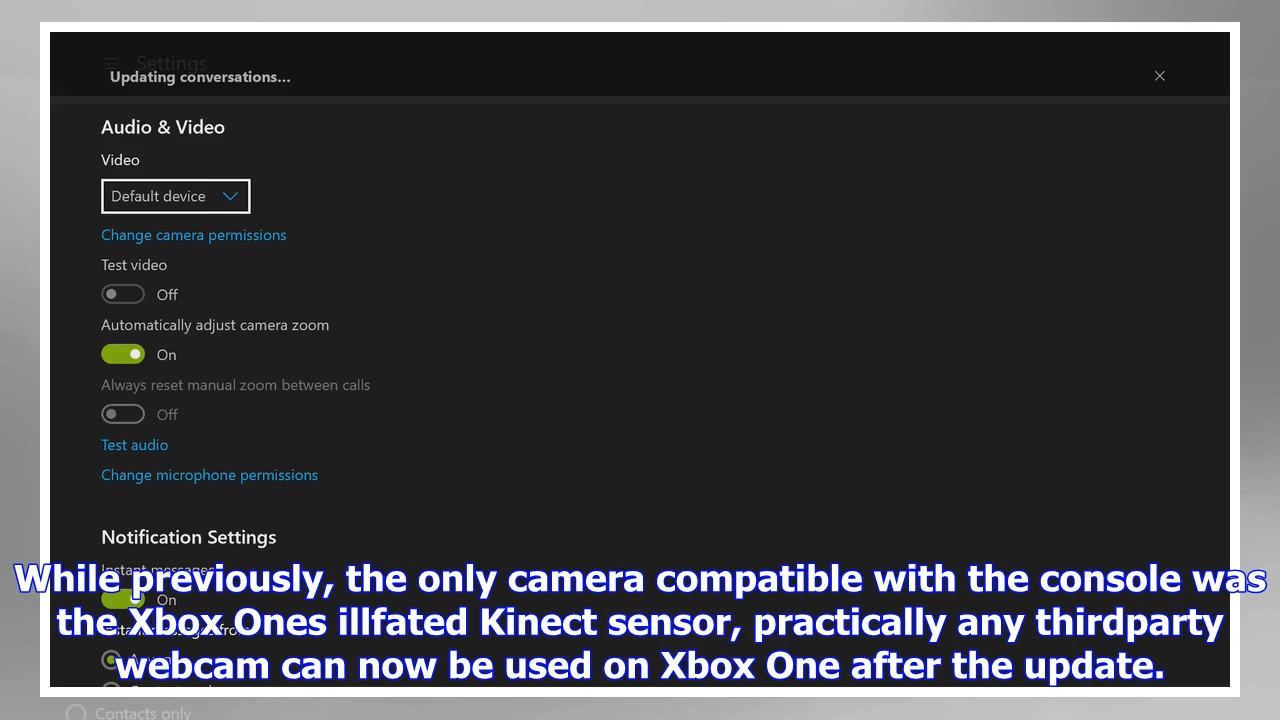 Settings
Updating conversations...
Audio & Video
Video
Default device
Change camera permissions
Test video
Off
Automatically adjust camera zoom
On
Always reset manual zoom between calls
Off
Test audio
Change microphone permissions
Notification Settings
Instant messages
While previously, the only camera compatible with the console was
On
the Xbox Ones illfated Kinect sensor, practically any thirdparty
webcam can now be used on Xbox One after the update.
Contacts only